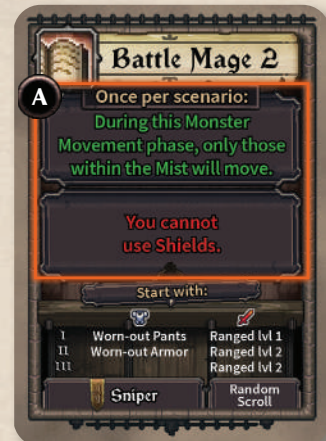 Battle Mage 2
A
Once per scenario:
During this Monster
Movement phase, only those
within the Mist will move.
You cannot
use Shields.
Start with:
I Worn-out Pants Ranged lvl 1
II Worn-out Armor Ranged lvl 2
III Ranged lvl 2
Sniper
Random
Scroll